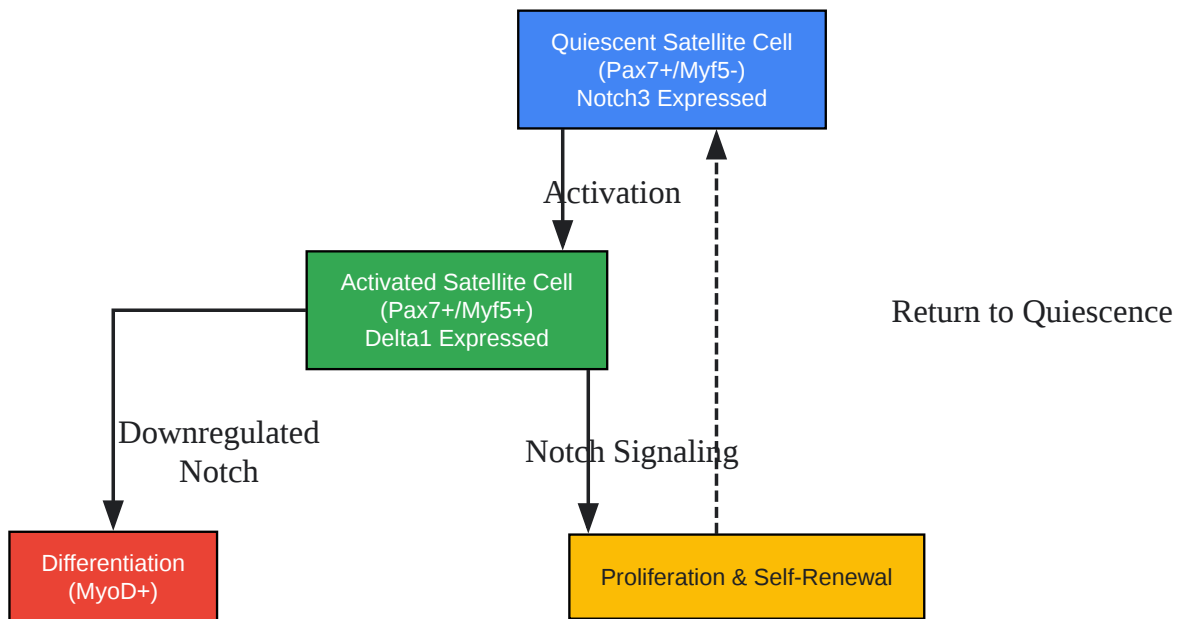 Quiescent Satellite Cell
(Pax7+/Myf5-)
Notch3 Expressed
Activation
Activated Satellite Cell
(Pax7+/Myf5+)
Delta1 Expressed
Return to Quiescence
Downregulated
Notch
Notch Signaling
Differentiation
(MyoD+)
Proliferation & Self-Renewal